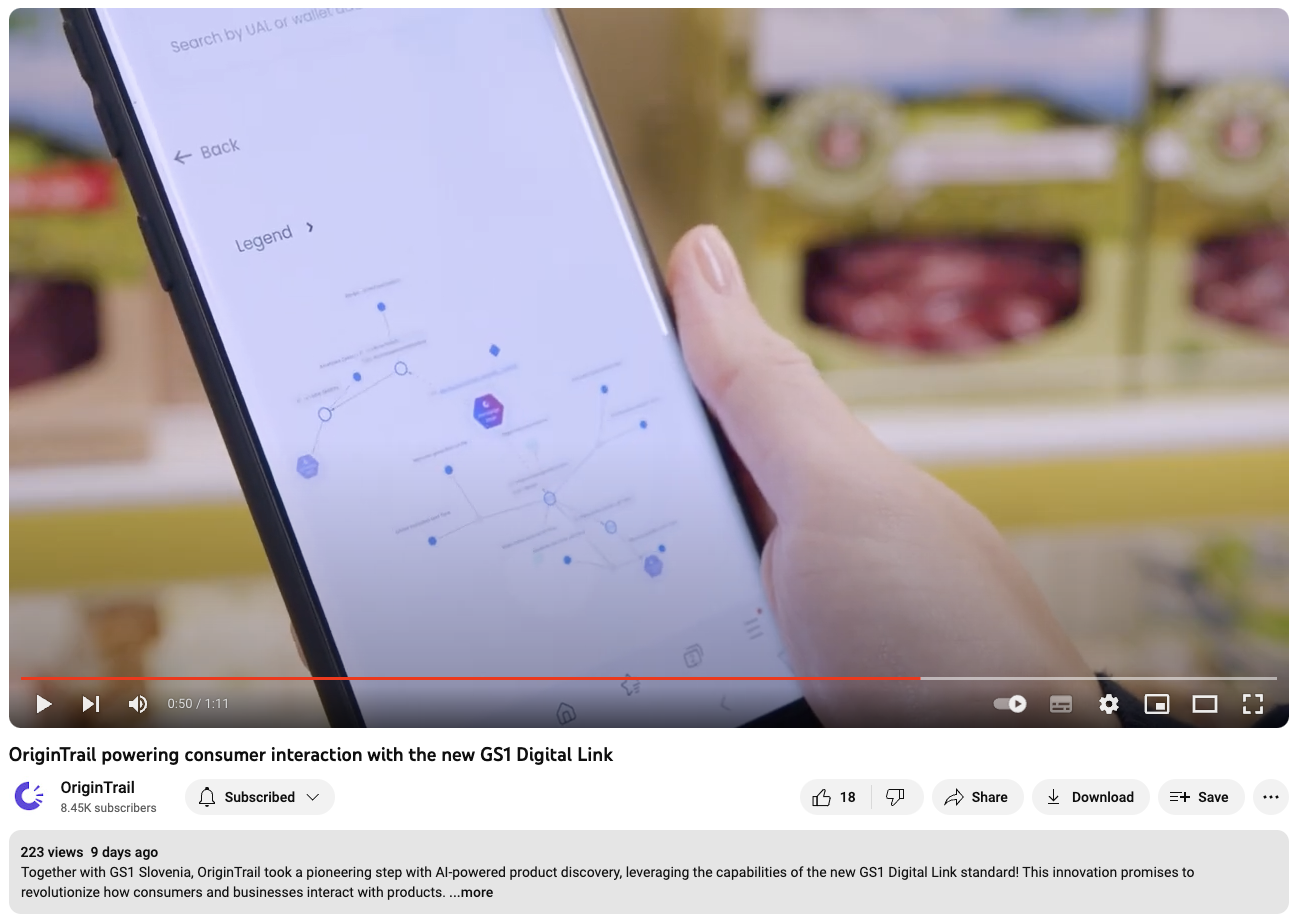 Search by UAL or wallet
← Back
Legend ›
0:50 / 1:11
OriginTrail powering consumer interaction with the new GS1 Digital Link
OriginTrail
8.45K subscribers
Subscribed
18
Share
Download
Save
223 views 9 days ago
Together with GS1 Slovenia, OriginTrail took a pioneering step with AI-powered product discovery, leveraging the capabilities of the new GS1 Digital Link standard! This innovation promises to
revolutionize how consumers and businesses interact with products. ...more